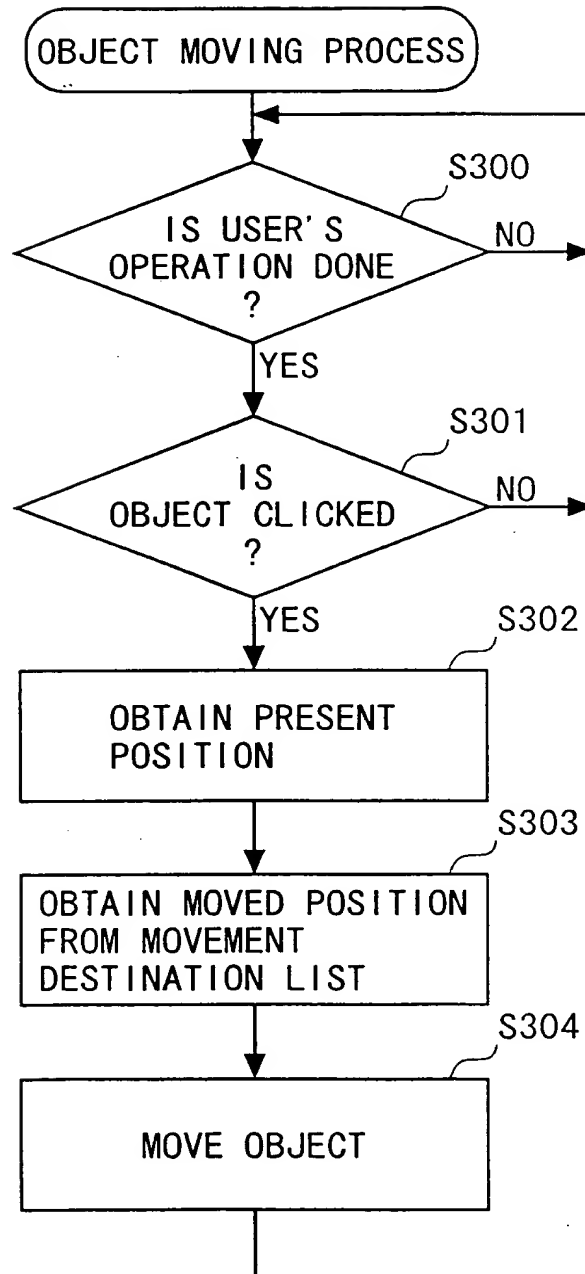 OBJECT MOVING PROCESS
S300
IS USER'S
OPERATION DONE
?
NO
YES
S301
IS
OBJECT CLICKED
?
NO
YES
S302
OBTAIN PRESENT
POSITION
S303
OBTAIN MOVED POSITION
FROM MOVEMENT
DESTINATION LIST
S304
MOVE OBJECT